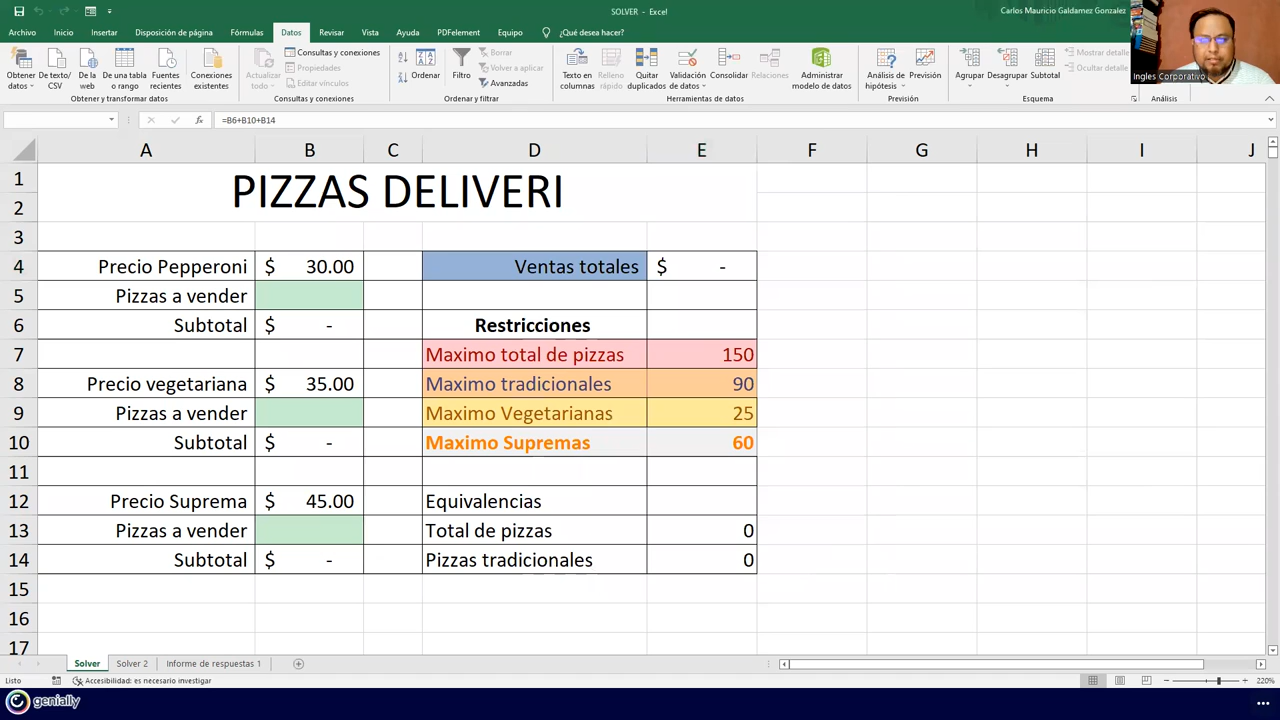 SOLVER - Excel
Carlos Mauricio Galdamez Gonzalez
Archivo Inicio Insertar Disposición de página Fórmulas Datos Revisar Vista Ayuda PDFelement Equipo ¿Qué desea hacer?
Obtener datos
De texto/CSV
De la web
De una tabla o rango
Fuentes recientes
Conexiones existentes
Obtener y transformar datos
Actualizar todo
Consultas y conexiones
Propiedades
Editar vínculos
Consultas y conexiones
Ordenar
Filtro
Borrar
Volver a aplicar
Avanzadas
Ordenar y filtrar
Texto en columnas
Relleno rápido
Quitar duplicados
Validación de datos
Consolidar
Relaciones
Administrar modelo de datos
Herramientas de datos
Análisis de hipótesis
Previsión
Previsión
Agrupar
Desagrupar
Subtotal
Mostrar detalle
Ocultar detalle
Esquema
Análisis
Ingles Corporativo
fx =B6+B10+B14
A B C D E F G H I J
1 PIZZAS DELIVERI
2
3
4 Precio Pepperoni $ 30.00 Ventas totales $ -
5 Pizzas a vender
6 Subtotal $ - Restricciones
7 Maximo total de pizzas 150
8 Precio vegetariana $ 35.00 Maximo tradicionales 90
9 Pizzas a vender Maximo Vegetarianas 25
10 Subtotal $ - Maximo Supremas 60
11
12 Precio Suprema $ 45.00 Equivalencias
13 Pizzas a vender Total de pizzas 0
14 Subtotal $ - Pizzas tradicionales 0
15
16
17
Solver Solver 2 Informe de respuestas 1
Listo Accesibilidad: es necesario investigar 220%
genially